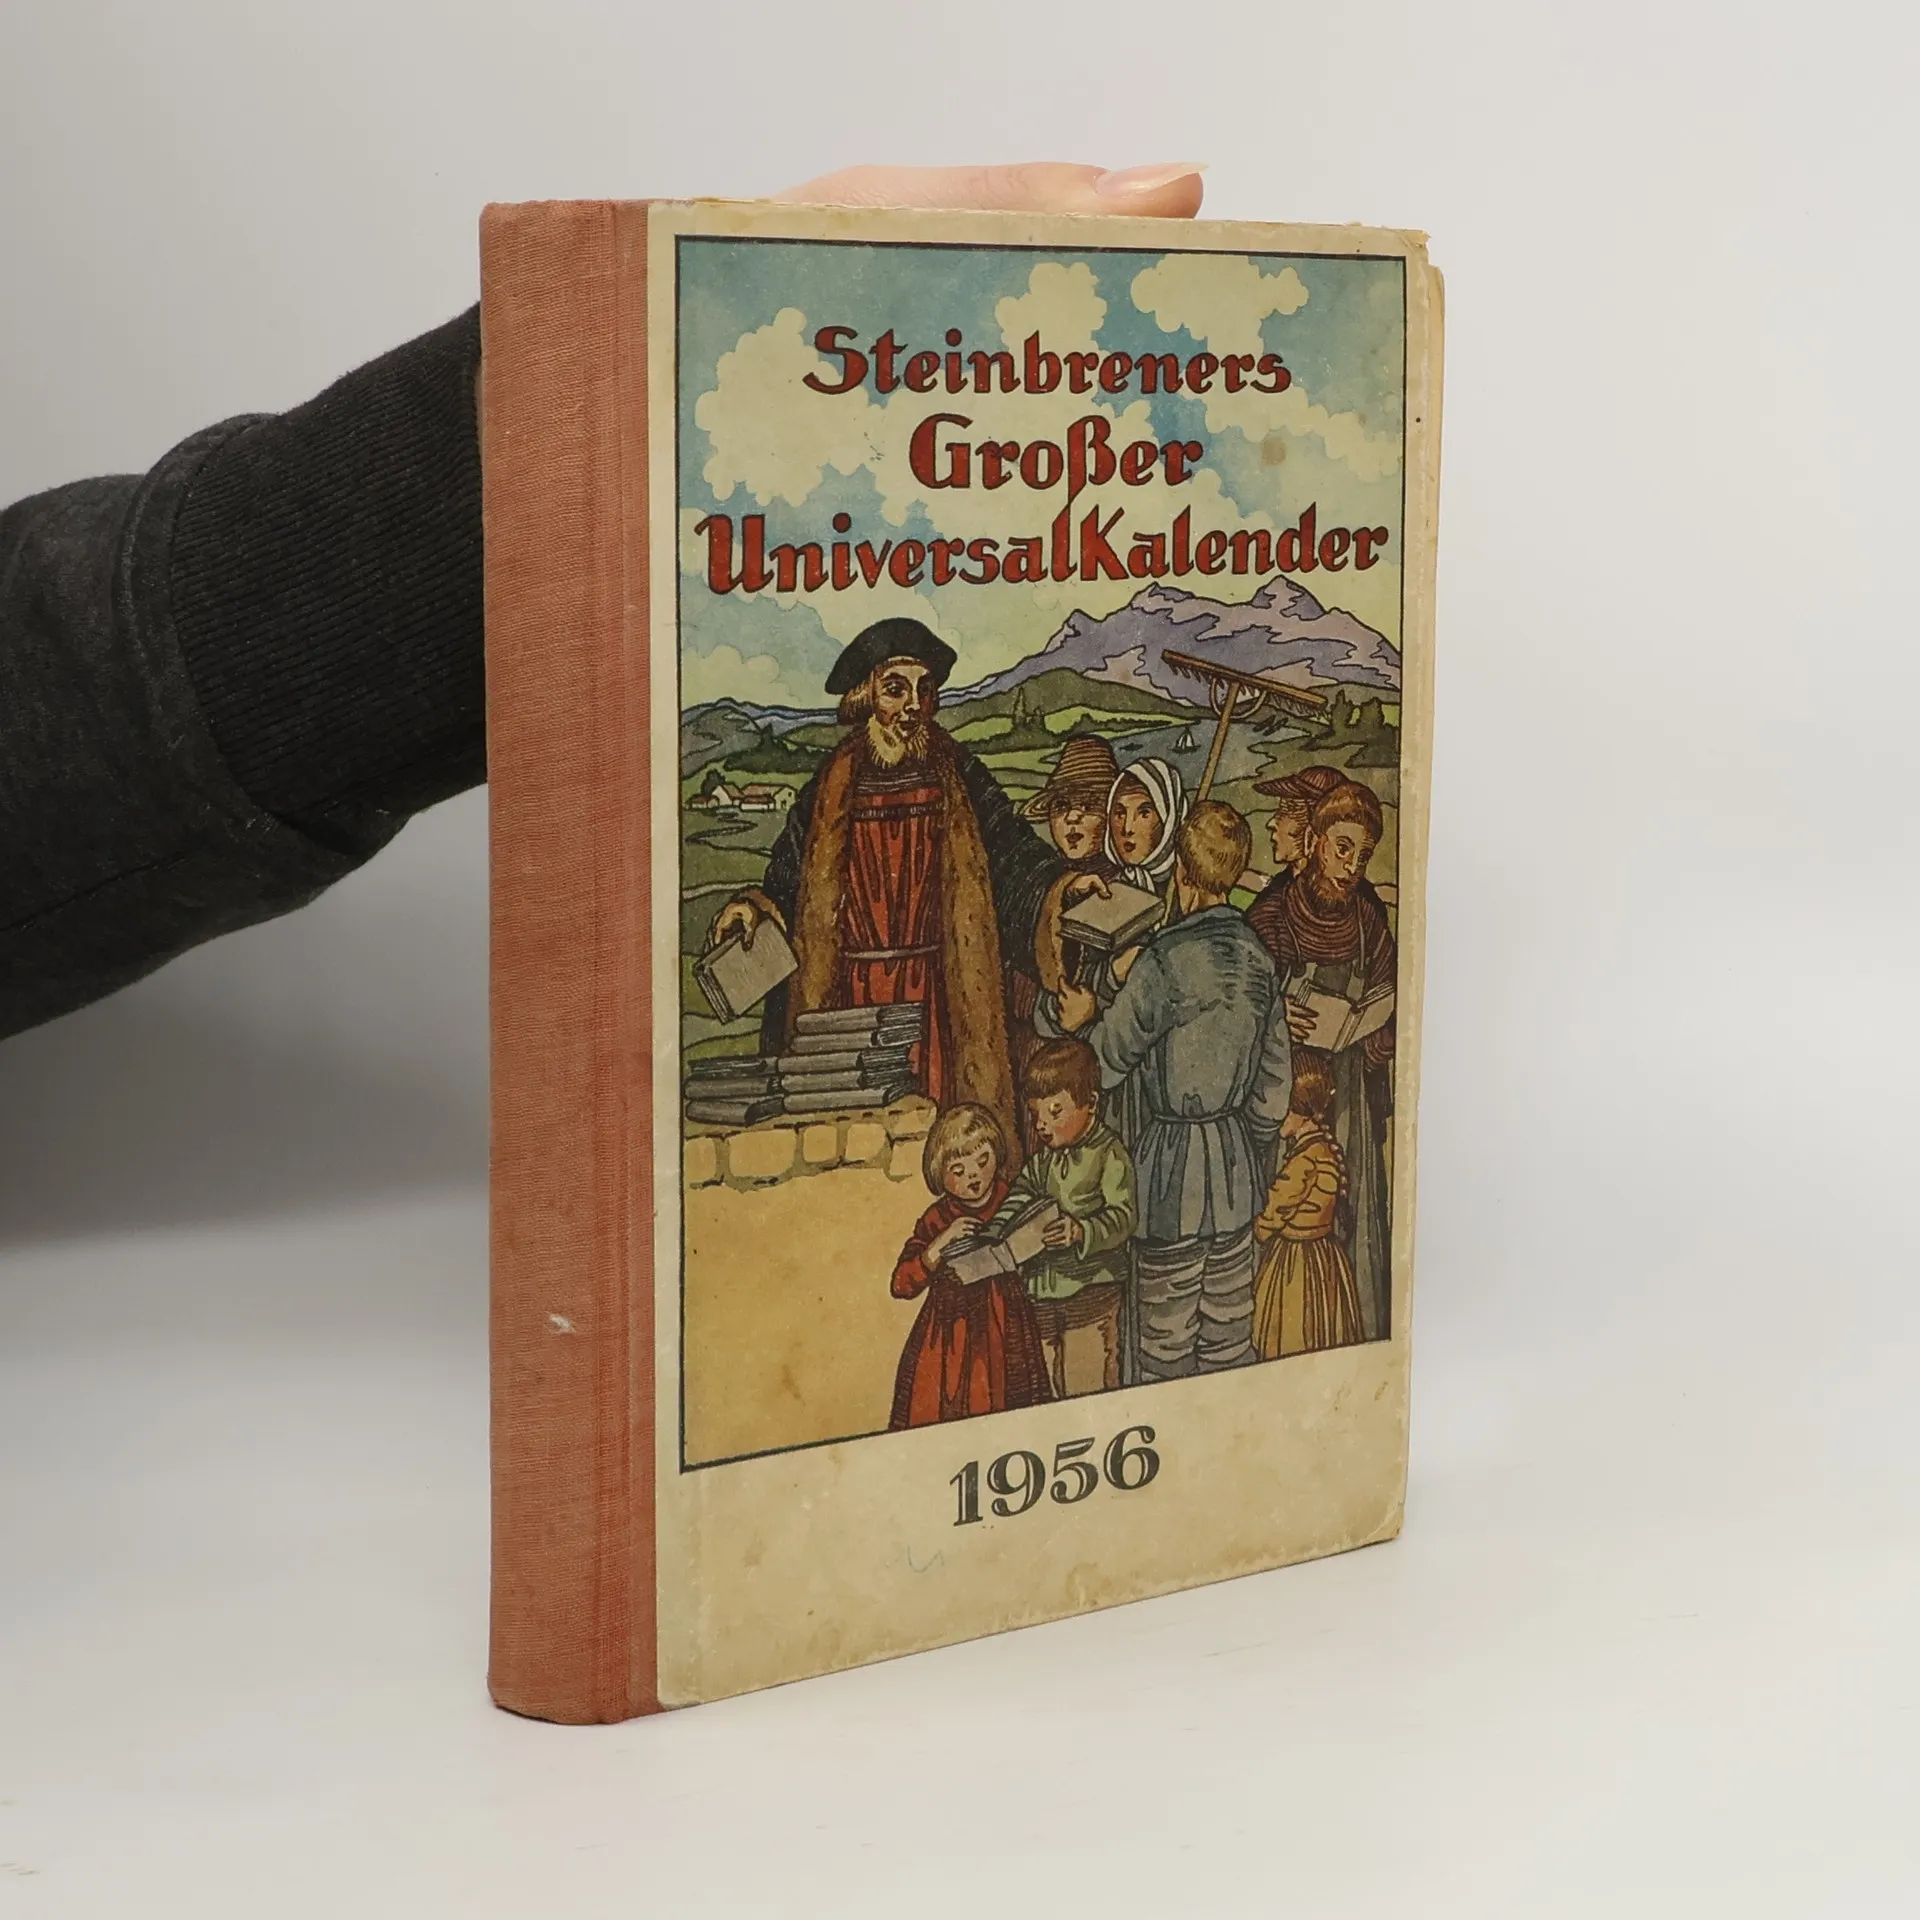 Steinbreners
Großer
UniversalKalender
1956